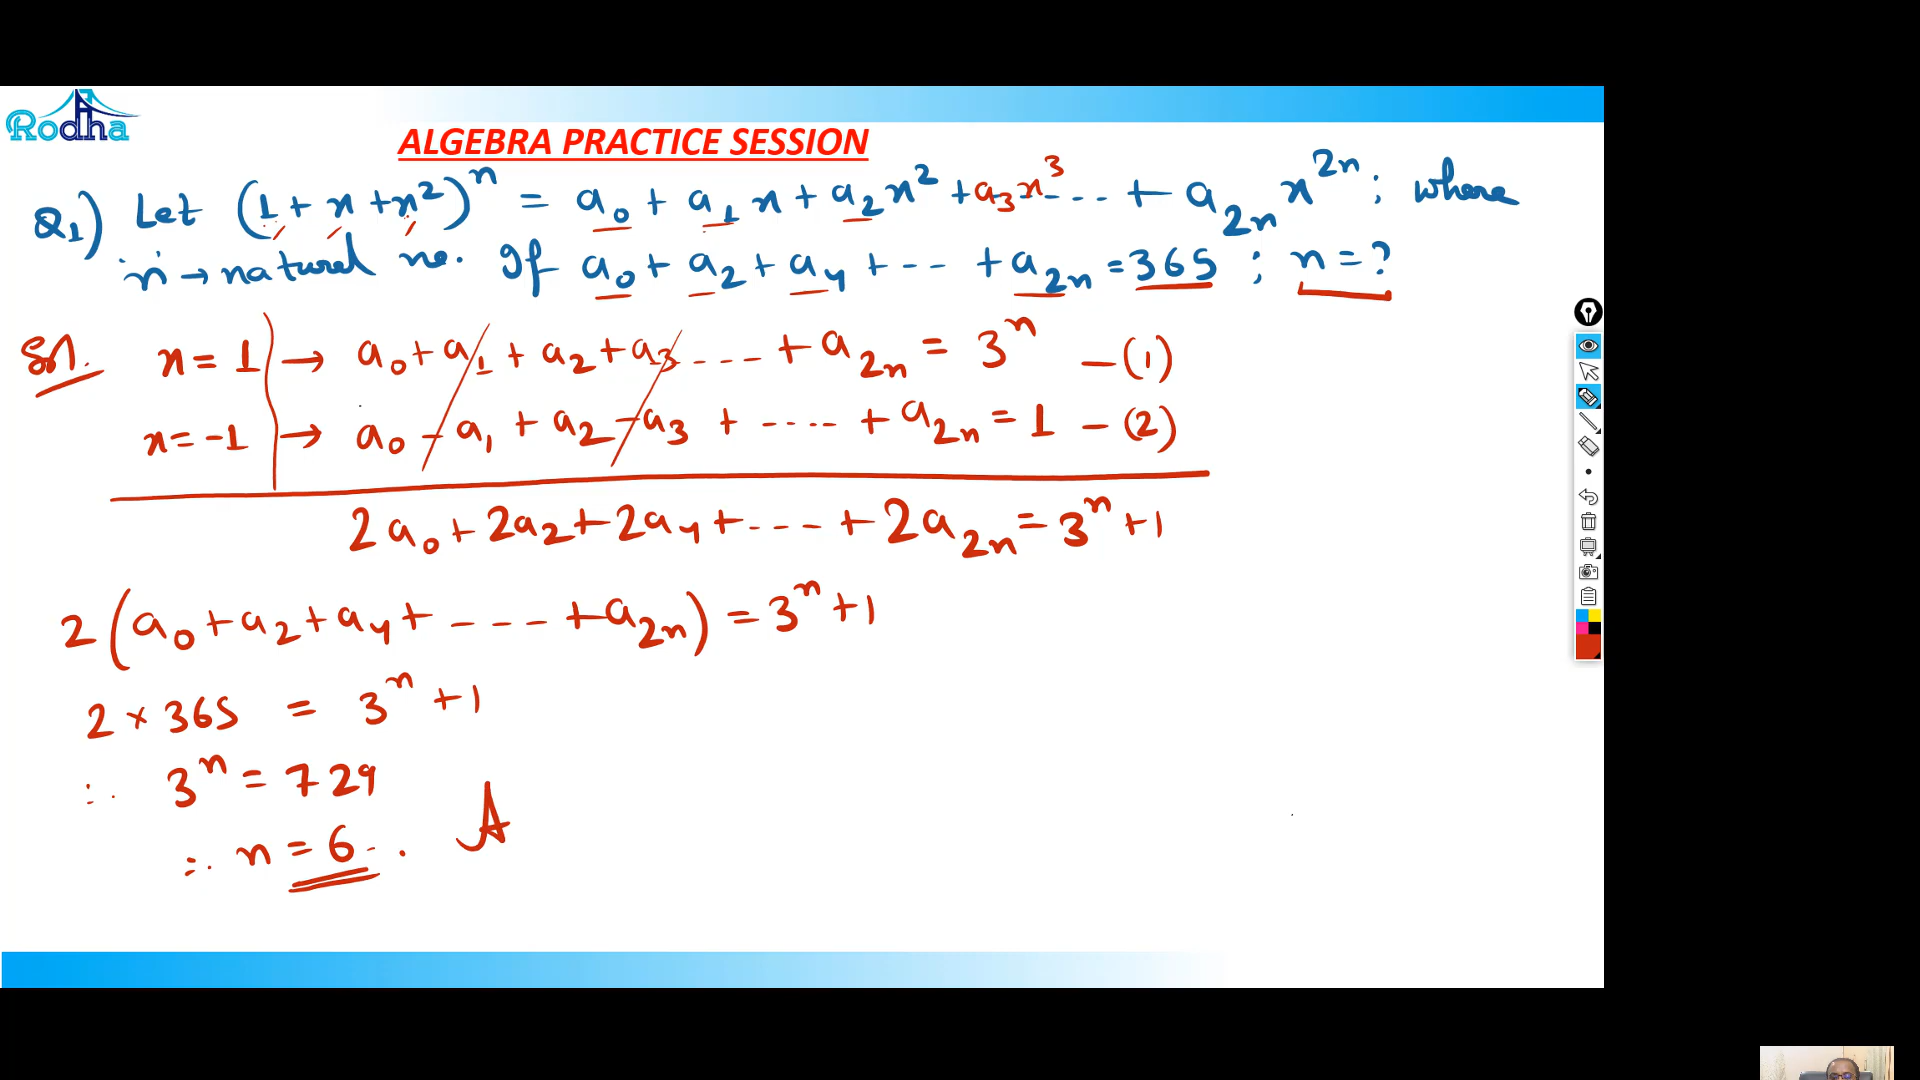 Rodha
ALGEBRA PRACTICE SESSION
Q1) Let (1 + x + x²)ⁿ = a₀ + a₁x + a₂x² + a₃x³ ... + a₂ₙ x²ⁿ ; where
'n' → natural no. If a₀ + a₂ + a₄ + ... + a₂ₙ = 365 ; n = ?
Sol. x = 1 → a₀ + a₁ + a₂ + a₃ .... + a₂ₙ = 3ⁿ — (1)
x = -1 → a₀ - a₁ + a₂ - a₃ + ..... + a₂ₙ = 1 — (2)
2a₀ + 2a₂ + 2a₄ + .... + 2a₂ₙ = 3ⁿ + 1
2 (a₀ + a₂ + a₄ + .... + a₂ₙ) = 3ⁿ + 1
2 × 365 = 3ⁿ + 1
∴ 3ⁿ = 729
∴ n = 6 . A